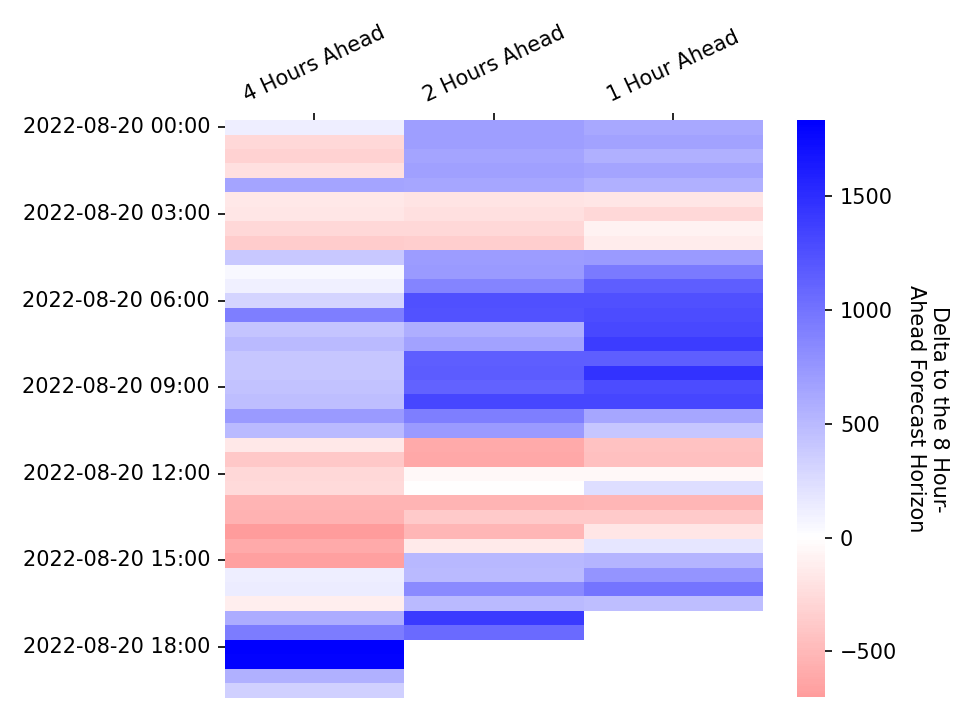 4 Hours Ahead
2 Hours Ahead
1 Hour Ahead
2022-08-20 00:00
2022-08-20 03:00
2022-08-20 06:00
2022-08-20 09:00
2022-08-20 12:00
2022-08-20 15:00
2022-08-20 18:00
1500
1000
500
0
−500
Delta to the 8 Hour-
Ahead Forecast Horizon